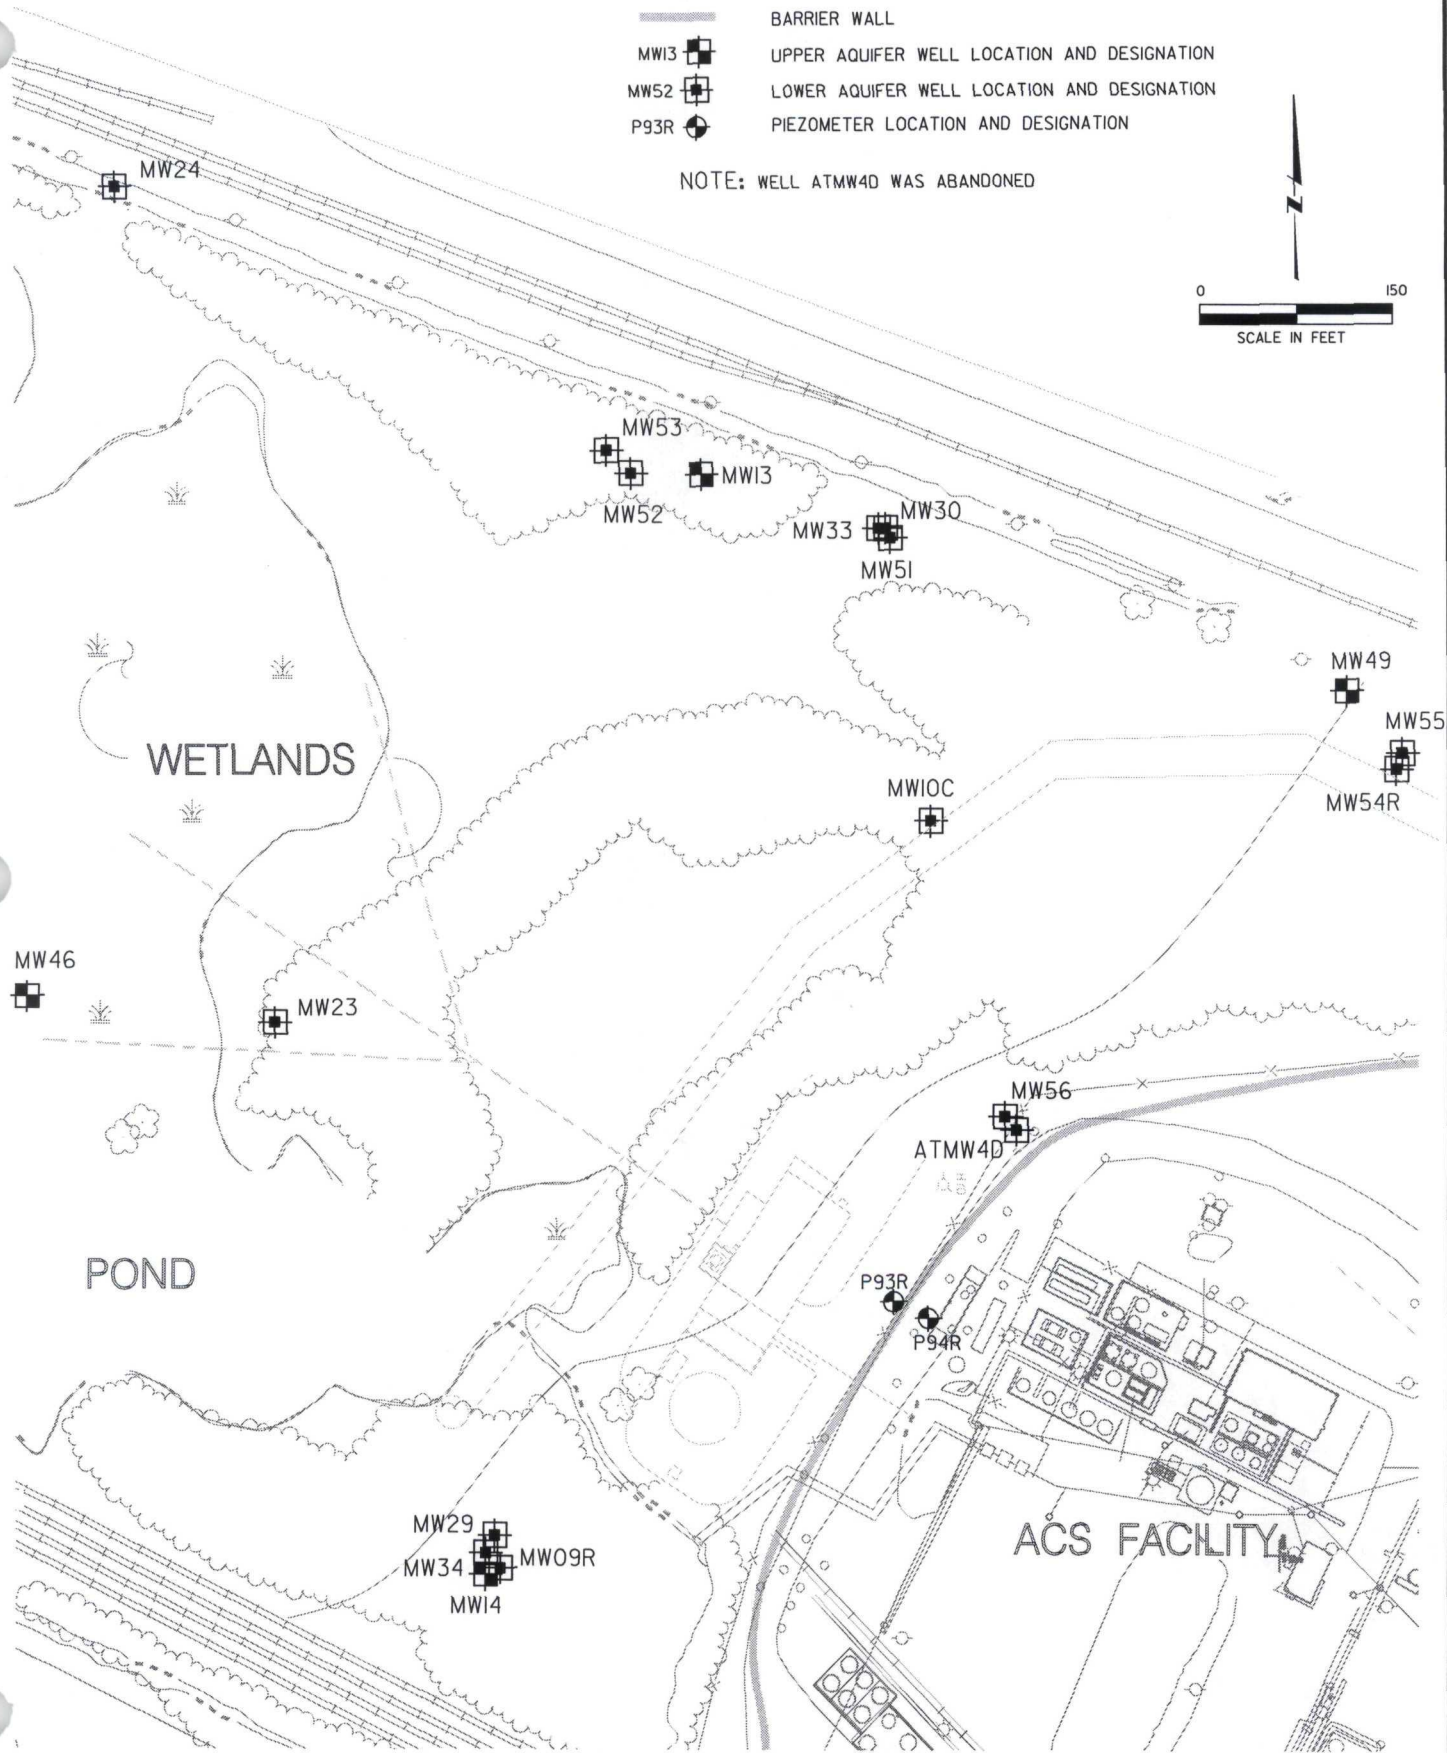 BARRIER WALL
MW13 UPPER AQUIFER WELL LOCATION AND DESIGNATION
MW52 LOWER AQUIFER WELL LOCATION AND DESIGNATION
P93R PIEZOMETER LOCATION AND DESIGNATION
NOTE: WELL ATMW4D WAS ABANDONED
N
0 150
SCALE IN FEET
MW24
MW53
MW13
MW52
MW30
MW33
MW51
MW49
MW55
WETLANDS
MW10C
MW54R
MW46
MW23
MW56
ATMW4D
POND
P93R
P94R
MW29
ACS FACILITY
MW09R
MW34
MW14